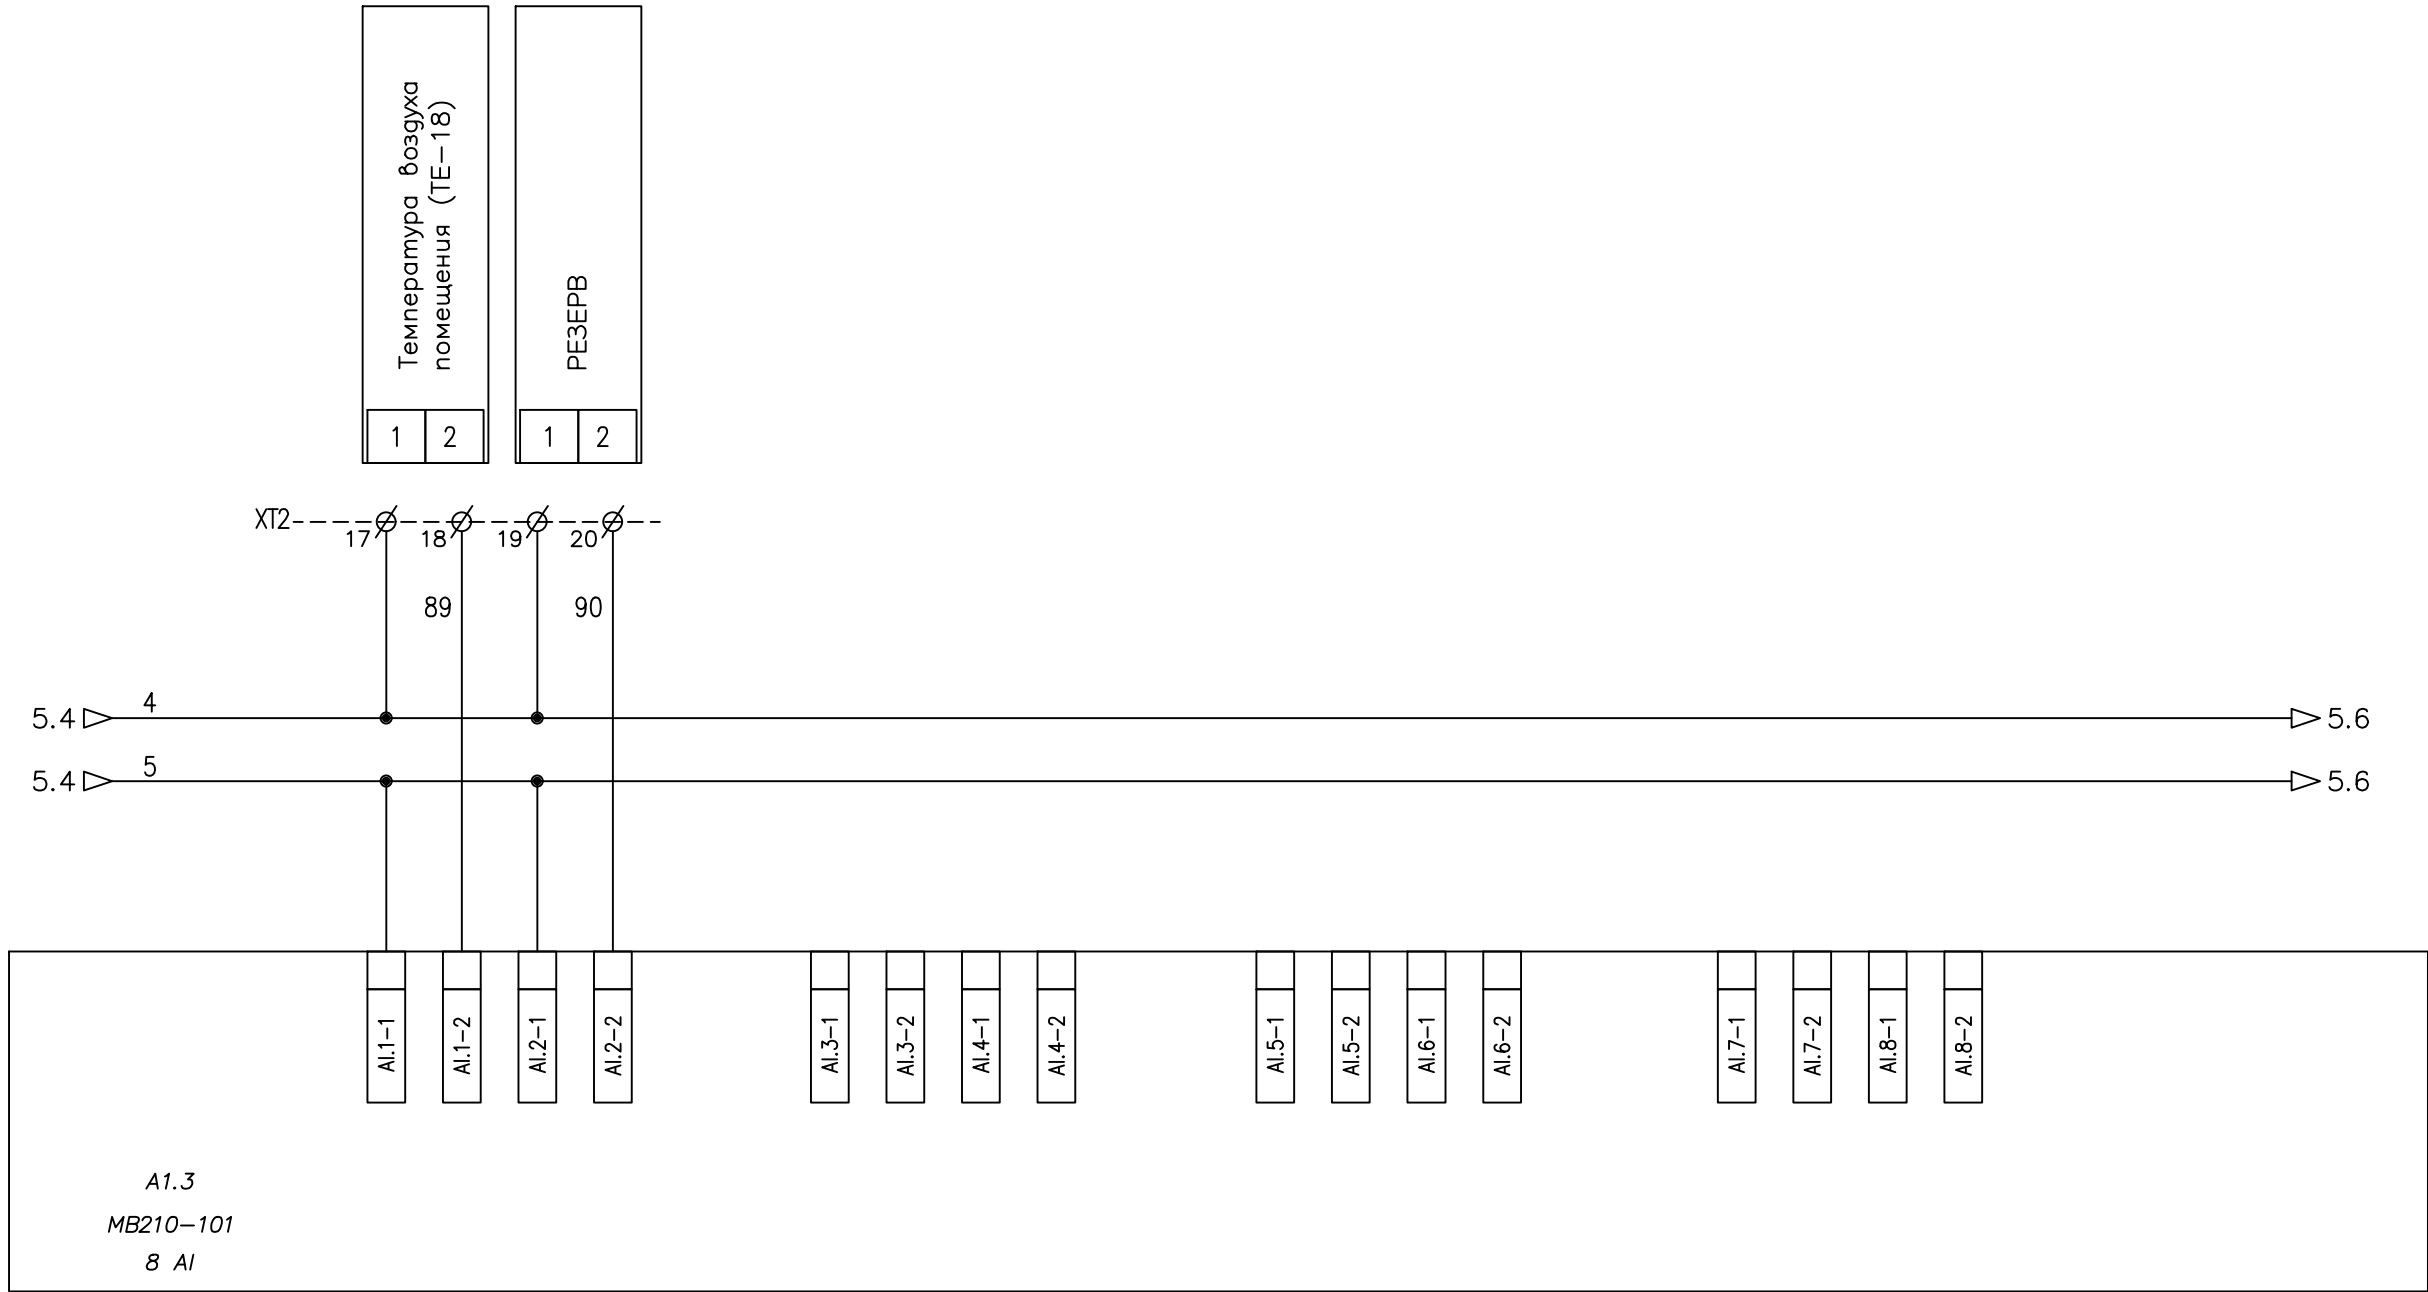 Температура воздуха
помещения (ТЕ-18)
РЕЗЕРВ
1 2 1 2
XT2
17 18 19 20
89 90
5.4 4 5.6
5.4 5 5.6
AI.1-1 AI.1-2 AI.2-1 AI.2-2 AI.3-1 AI.3-2 AI.4-1 AI.4-2 AI.5-1 AI.5-2 AI.6-1 AI.6-2 AI.7-1 AI.7-2 AI.8-1 AI.8-2
A1.3
МВ210-101
8 AI